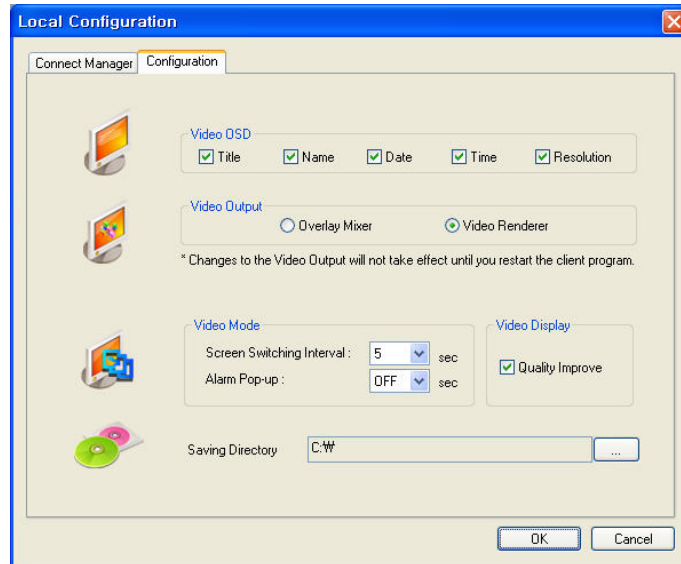 Local Configuration
Connect Manager Configuration
Video OSD
Title Name Date Time Resolution
Video Output
Overlay Mixer Video Renderer
* Changes to the Video Output will not take effect until you restart the client program.
Video Mode
Screen Switching Interval : 5 sec
Alarm Pop-up : OFF sec
Video Display
Quality Improve
Saving Directory C:₩ ...
OK Cancel